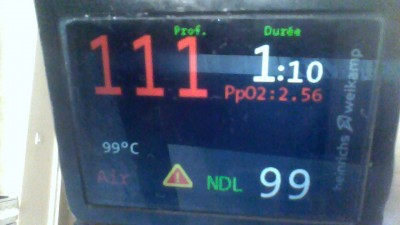 Prof. Durée
111 1:10
PpO2:2.56
99°C
Air NDL 99
heinrichs weikamp